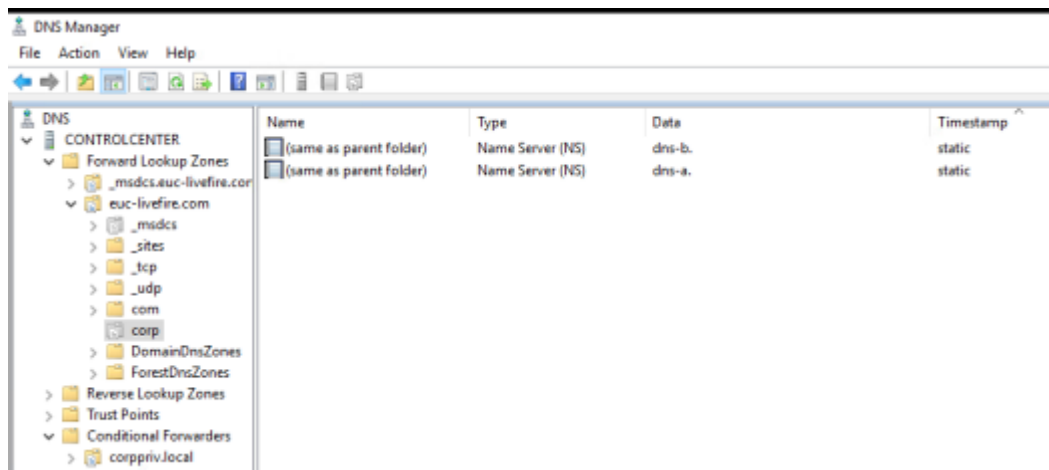 DNS Manager
File Action View Help
DNS
CONTROLCENTER
Forward Lookup Zones
_msdcs.euc-livefire.cor
euc-livefire.com
_msdcs
_sites
_tcp
_udp
com
corp
DomainDnsZones
ForestDnsZones
Reverse Lookup Zones
Trust Points
Conditional Forwarders
corppriv.local
Name Type Data Timestamp
(same as parent folder) Name Server (NS) dns-b. static
(same as parent folder) Name Server (NS) dns-a. static